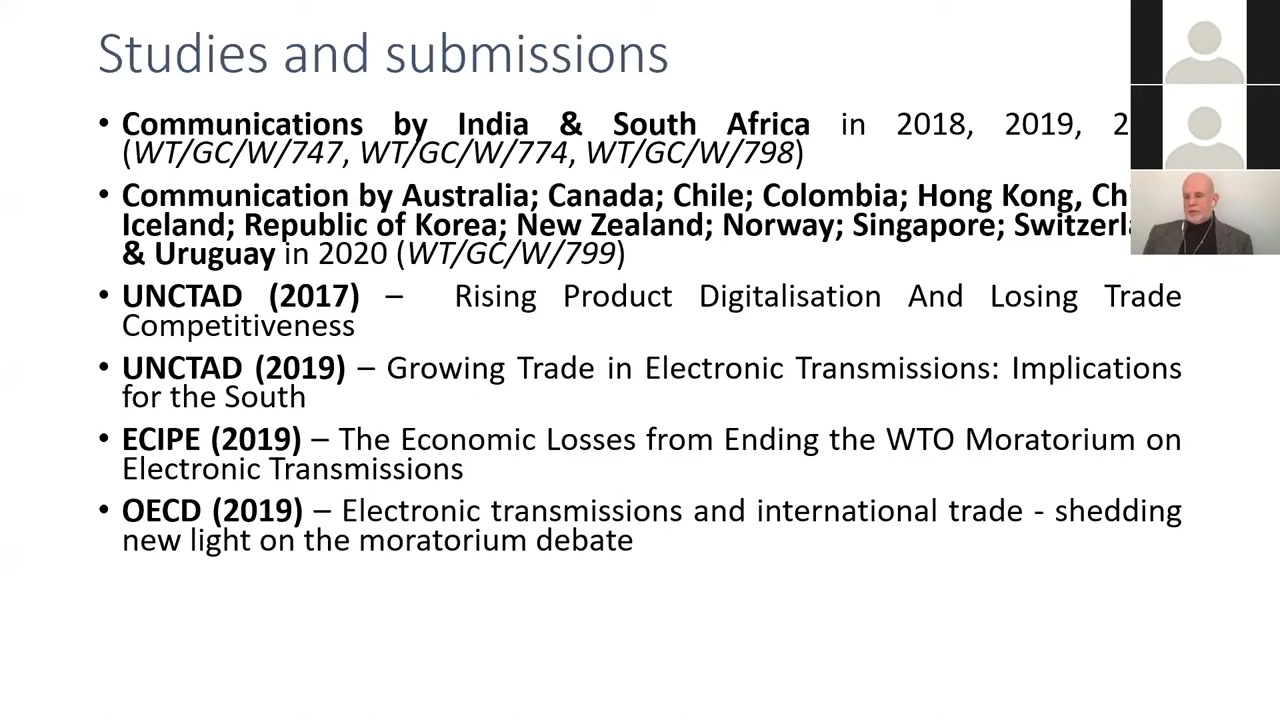 Studies and submissions
• Communications by India & South Africa in 2018, 2019,
(WT/GC/W/747, WT/GC/W/774, WT/GC/W/798)
• Communication by Australia; Canada; Chile; Colombia; Hong Kong,
Iceland; Republic of Korea; New Zealand; Norway; Singapore;
& Uruguay in 2020 (WT/GC/W/799)
• UNCTAD (2017) – Rising Product Digitalisation And Losing Trade
Competitiveness
• UNCTAD (2019) – Growing Trade in Electronic Transmissions: Implications
for the South
• ECIPE (2019) – The Economic Losses from Ending the WTO Moratorium on
Electronic Transmissions
• OECD (2019) – Electronic transmissions and international trade - shedding
new light on the moratorium debate